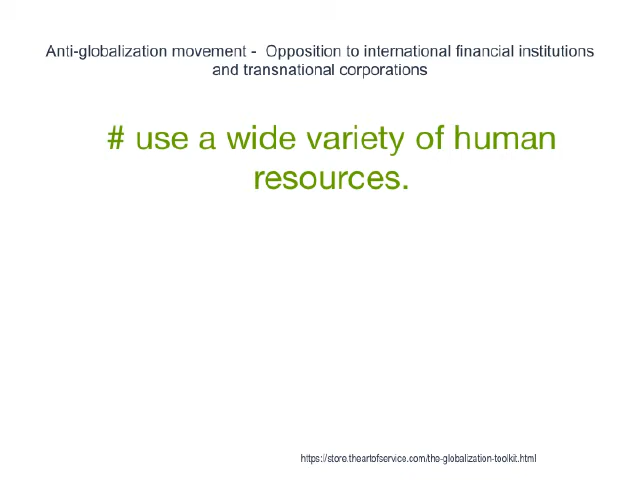 Anti-globalization movement -  Opposition to international financial institutions
and transnational corporations
# use a wide variety of human
resources.
https://store.theartofservice.com/the-globalization-toolkit.html